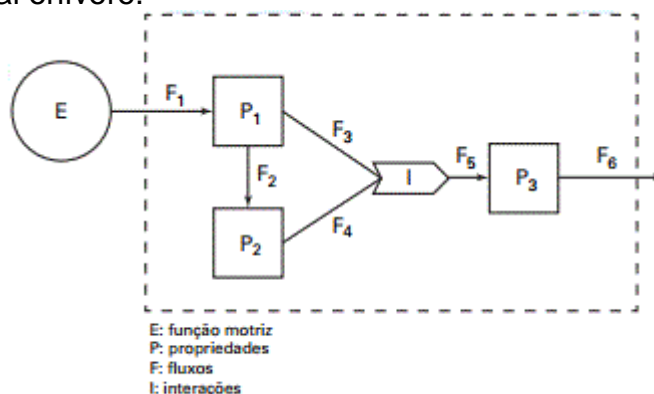 E
F1
P1
F3
F2
F4
P2
I
F5
P3
F6
E: função motriz
P: propriedades
F: fluxos
I: interações